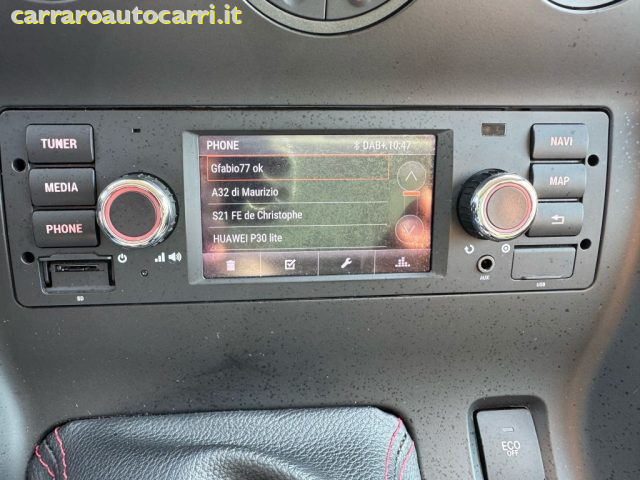 carraroautocarri.it
TUNER
MEDIA
PHONE
PHONE DAB+ 10:47
Gfabio77 ok
A32 di Maurizio
S21 FE de Christophe
HUAWEI P30 lite
NAVI
MAP
SD
AUX
USB
ECO
OFF